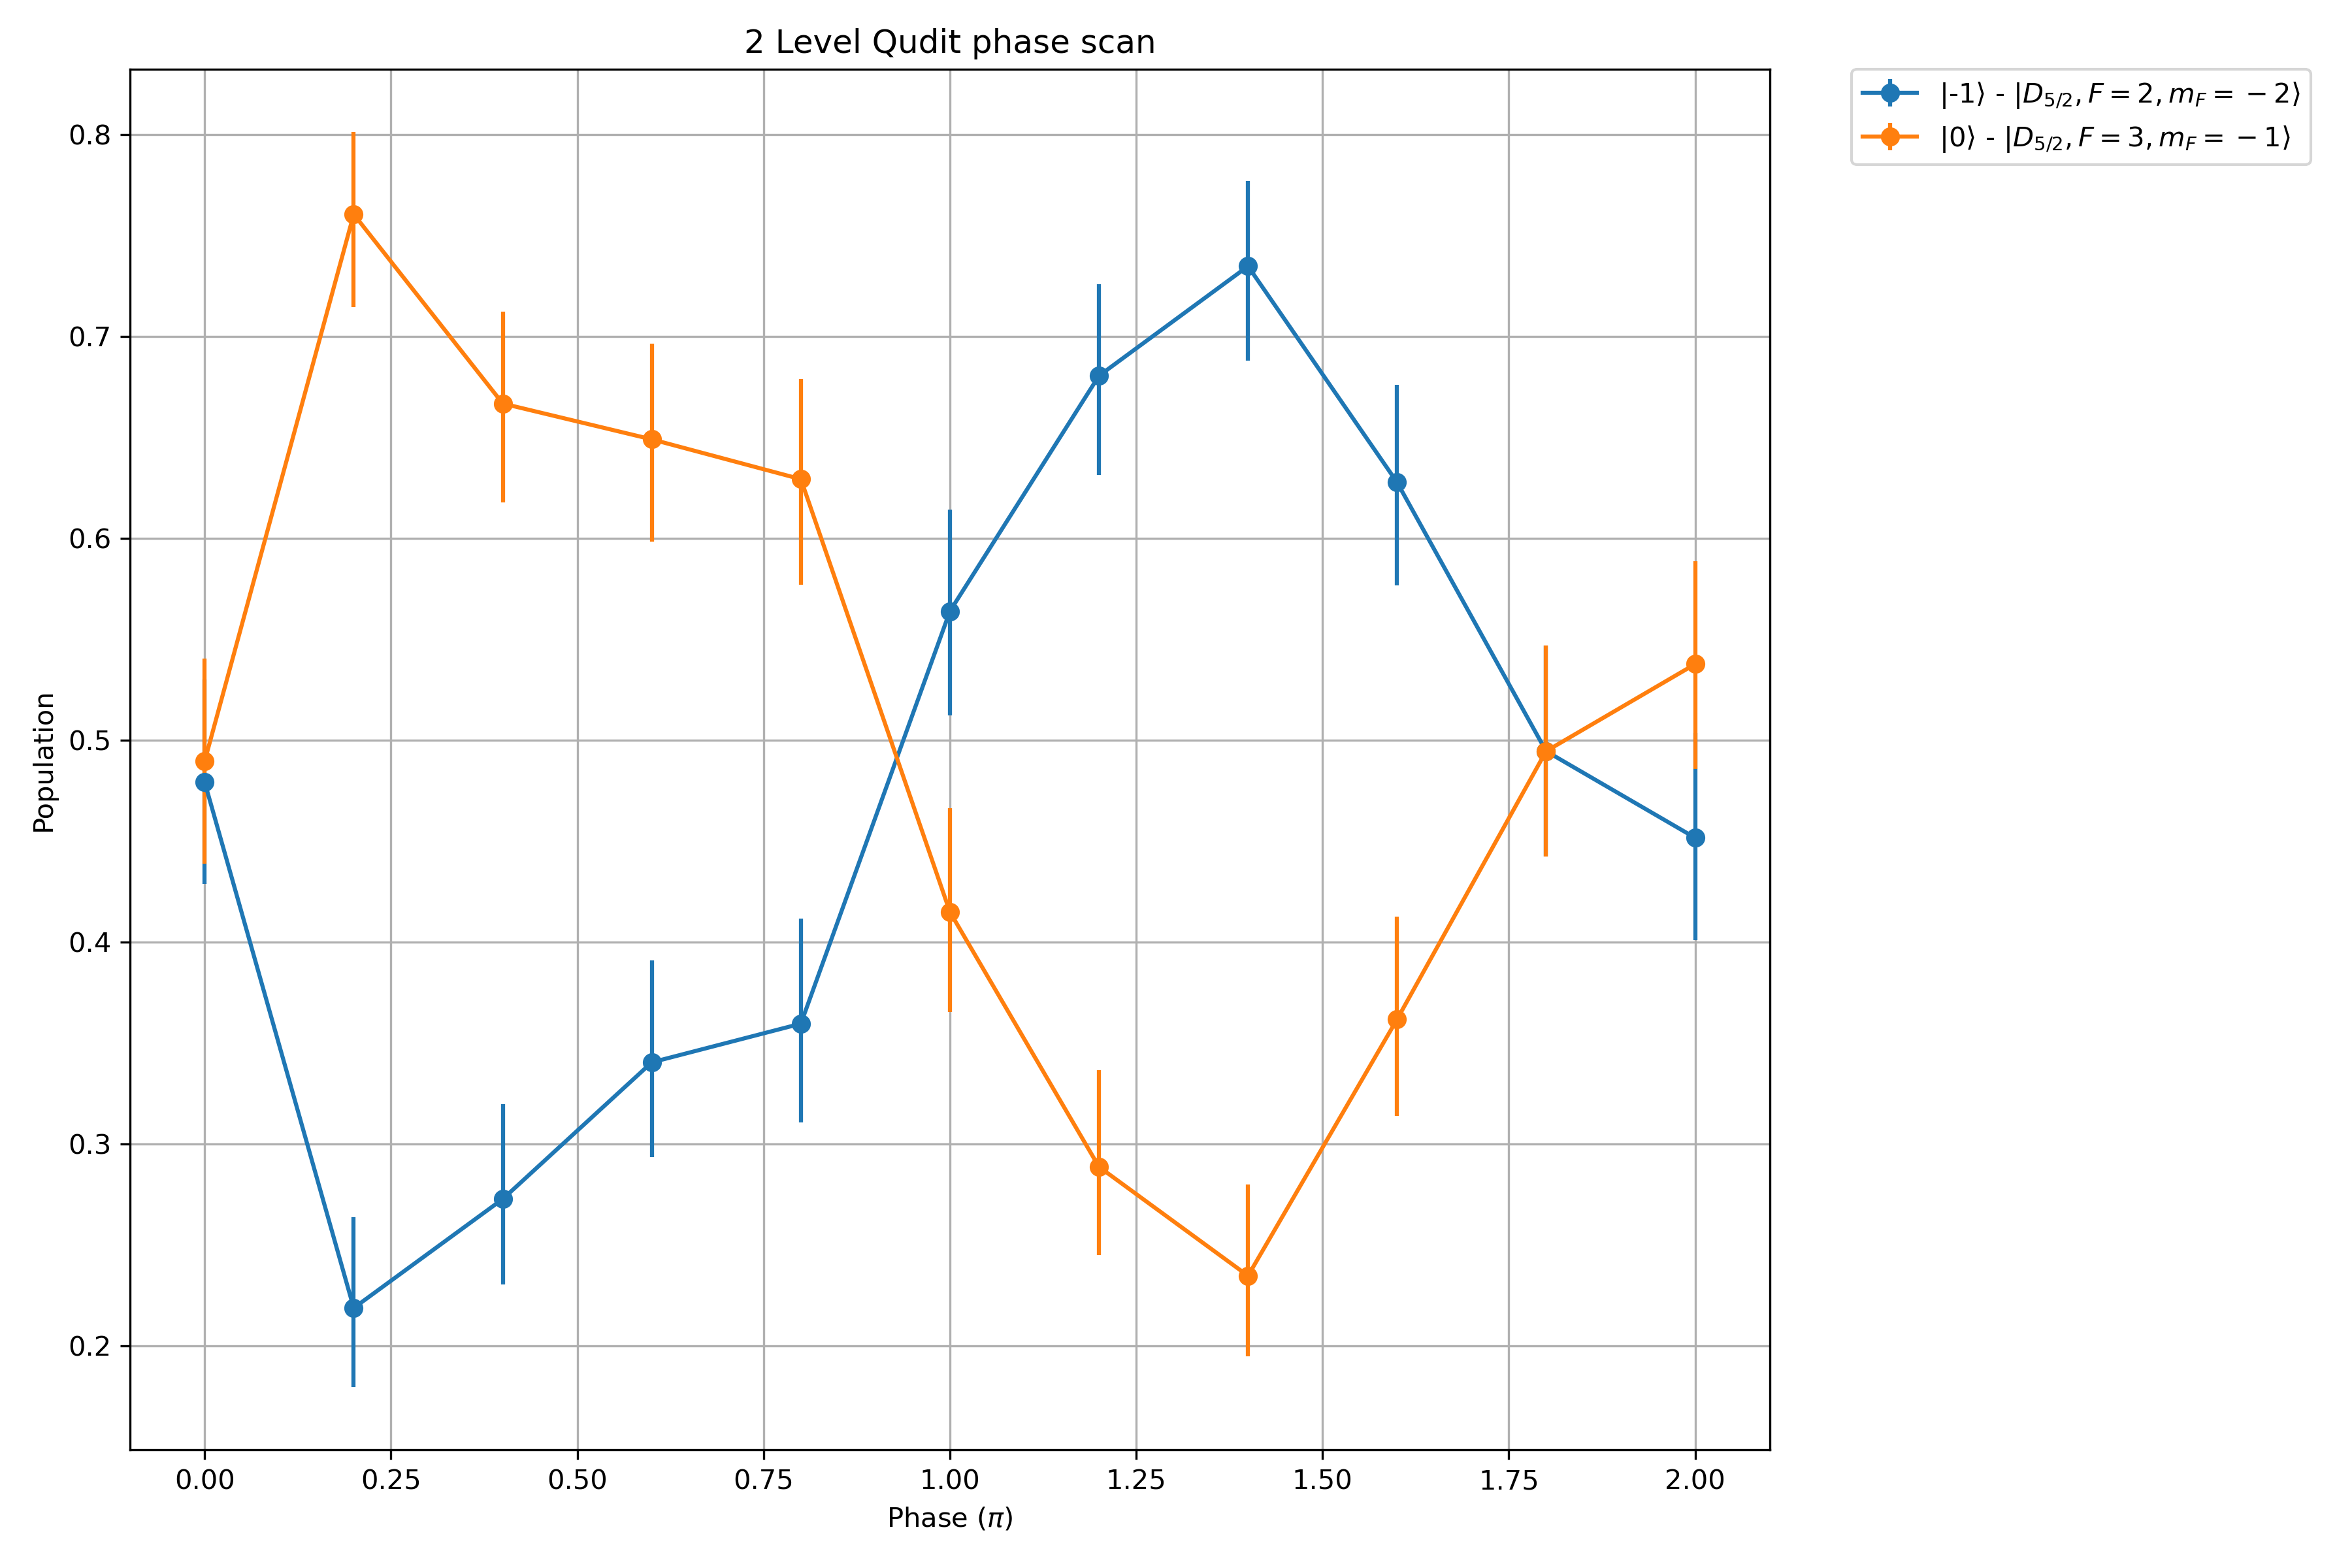 2 Level Qudit phase scan
|-1⟩ - |D5/2, F = 2, mF = −2⟩
|0⟩ - |D5/2, F = 3, mF = −1⟩
0.8
0.7
0.6
0.5
0.4
0.3
0.2
Population
0.00 0.25 0.50 0.75 1.00 1.25 1.50 1.75 2.00
Phase (π)